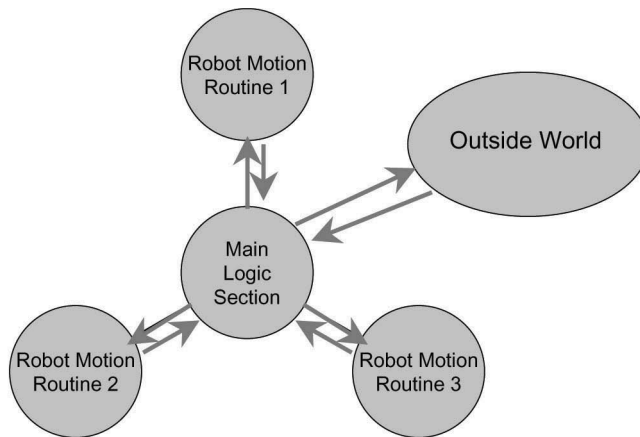 Robot Motion
Routine 1
Outside World
Main
Logic
Section
Robot Motion
Routine 2
Robot Motion
Routine 3